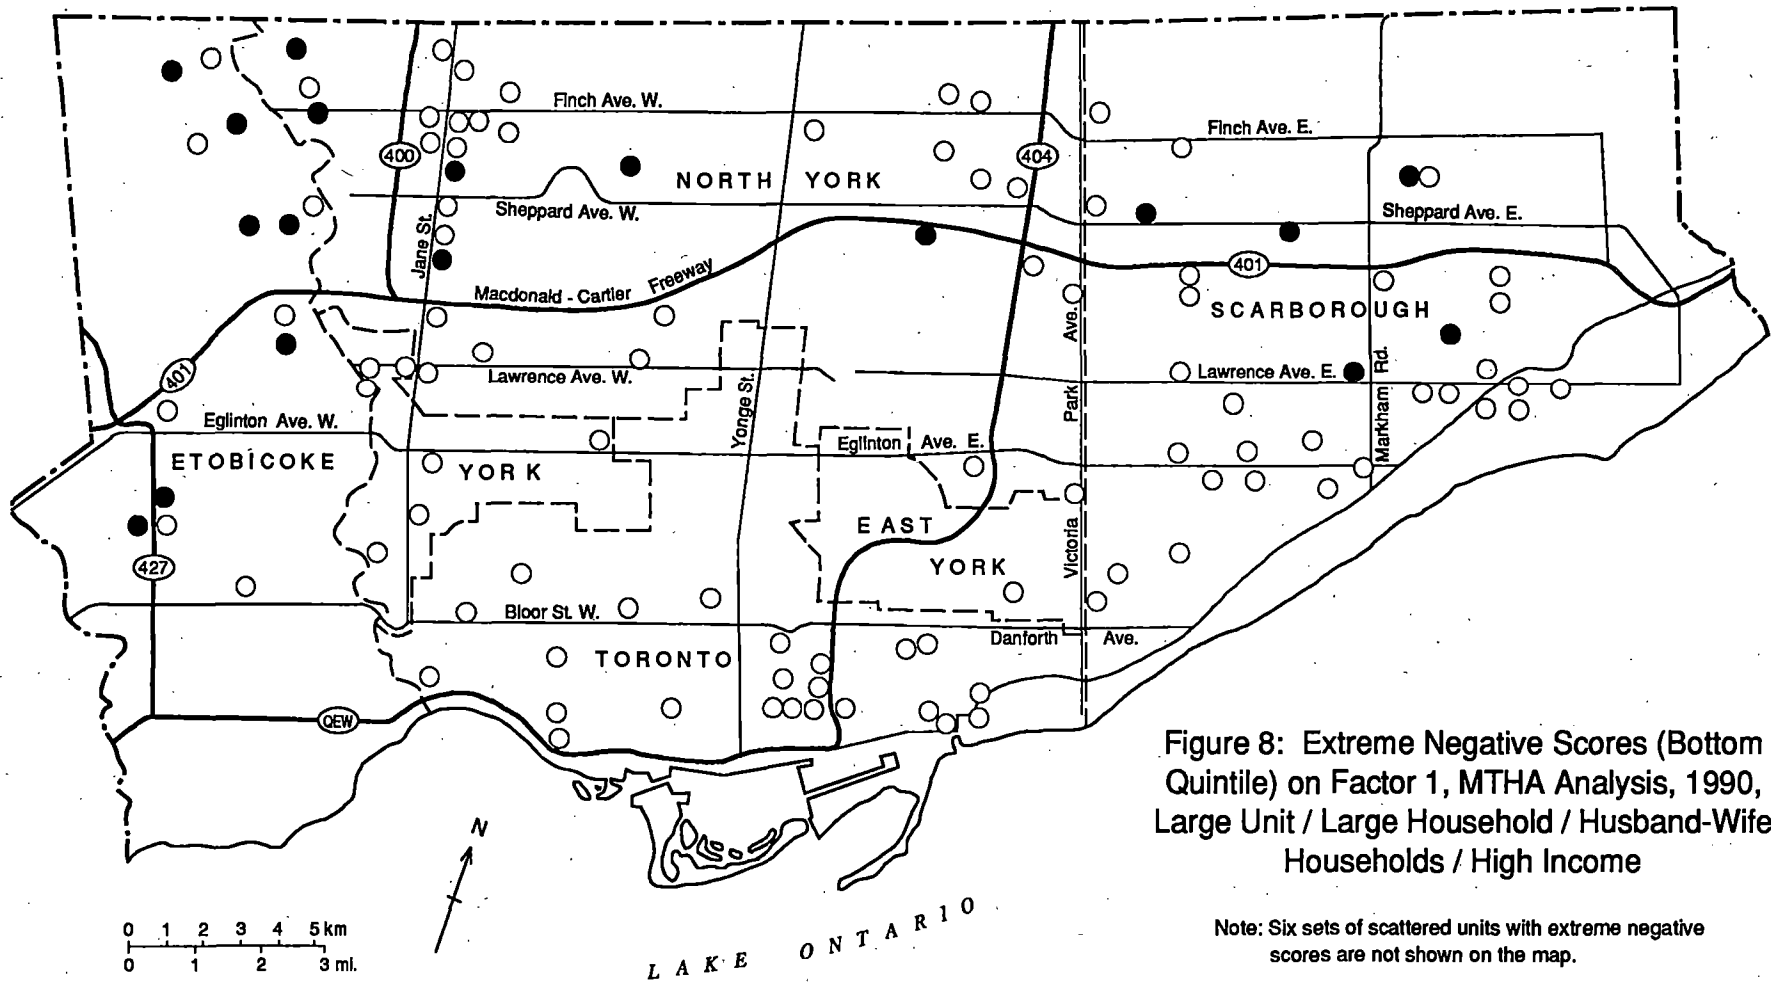 Finch Ave. W.
Finch Ave. E.
400
404
NORTH YORK
Sheppard Ave. W.
Sheppard Ave. E.
Jane St.
Macdonald - Cartier Freeway
401
SCARBOROUGH
Ave.
401
Lawrence Ave. W.
Lawrence Ave. E.
Markham Rd.
Yonge St.
Park
Eglinton Ave. W.
Eglinton Ave. E.
ETOBICOKE
YORK
EAST
YORK
Victoria
427
Bloor St. W.
Danforth Ave.
TORONTO
QEW
Figure 8: Extreme Negative Scores (Bottom
Quintile) on Factor 1, MTHA Analysis, 1990,
Large Unit / Large Household / Husband-Wife
Households / High Income
N
LAKE ONTARIO
0 1 2 3 4 5 km
0 1 2 3 mi.
Note: Six sets of scattered units with extreme negative
scores are not shown on the map.